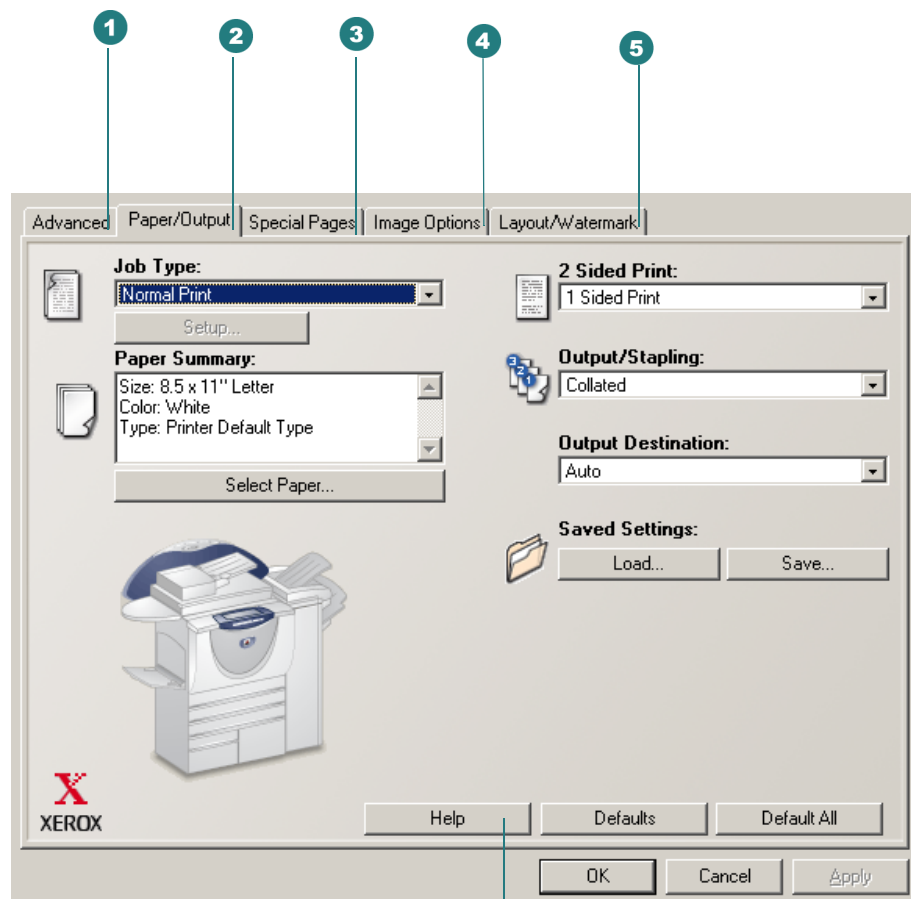 1
2
3
4
5
Advanced
Paper/Output
Special Pages
Image Options
Layout/Watermark
Job Type:
Normal Print
Setup...
Paper Summary:
Size: 8.5 x 11" Letter
Color: White
Type: Printer Default Type
Select Paper...
2 Sided Print:
1 Sided Print
3
2
1
Output/Stapling:
Collated
Output Destination:
Auto
Saved Settings:
Load...
Save...
X
XEROX
Help
Defaults
Default All
OK
Cancel
Apply